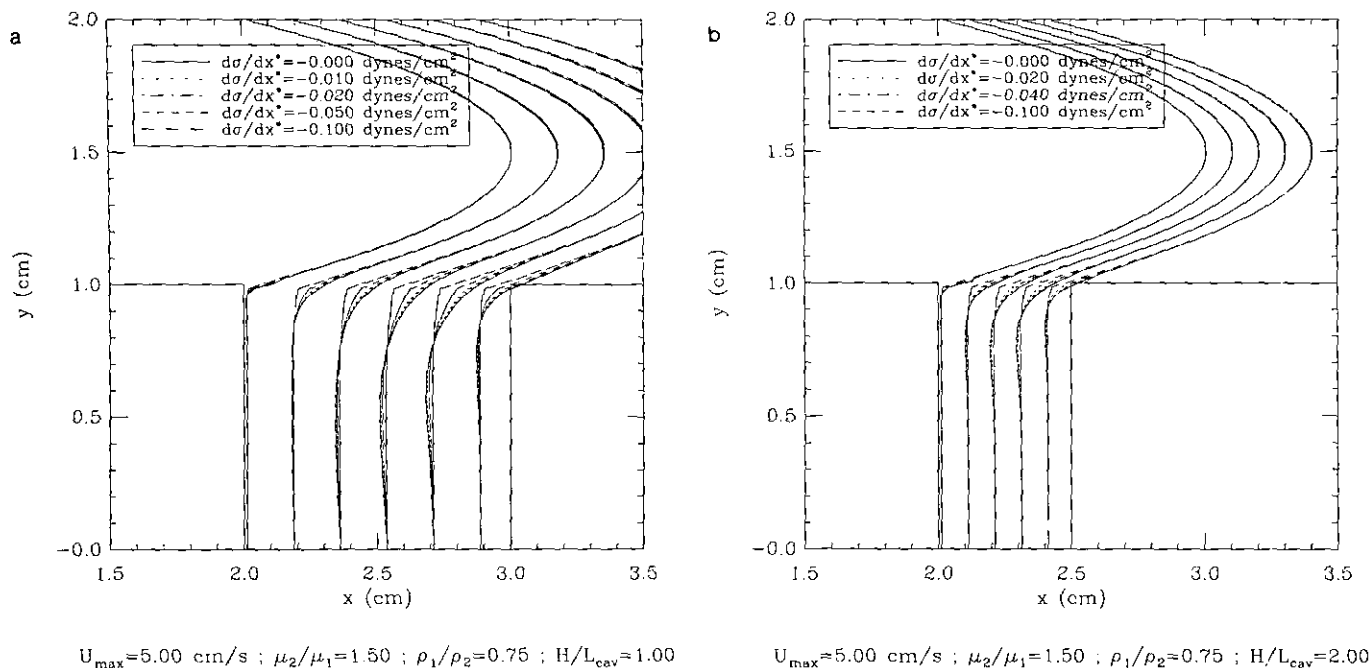 a
dσ/dx*=−0.000 dynes/cm²
dσ/dx*=−0.010 dynes/cm²
dσ/dx*=−0.020 dynes/cm²
dσ/dx*=−0.050 dynes/cm²
dσ/dx*=−0.100 dynes/cm²
2.0
1.5
1.0
0.5
−0.0
y (cm)
1.5 2.0 2.5 3.0 3.5
x (cm)
U_max=5.00 cm/s ; μ₂/μ₁=1.50 ; ρ₁/ρ₂=0.75 ; H/L_cav=1.00
b
dσ/dx*=−0.000 dynes/cm²
dσ/dx*=−0.020 dynes/cm²
dσ/dx*=−0.040 dynes/cm²
dσ/dx*=−0.100 dynes/cm²
2.0
1.5
1.0
0.5
−0.0
y (cm)
1.5 2.0 2.5 3.0 3.5
x (cm)
U_max=5.00 cm/s ; μ₂/μ₁=1.50 ; ρ₁/ρ₂=0.75 ; H/L_cav=2.00